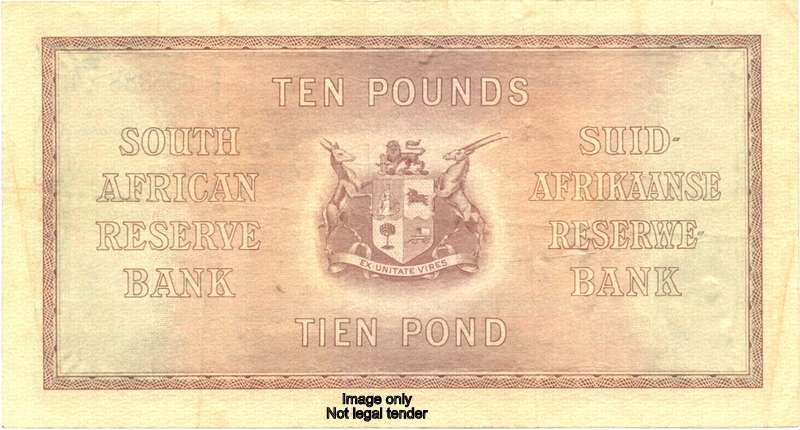 TEN POUNDS
SOUTH
AFRICAN
RESERVE
BANK
SUID-
AFRIKAANSE
RESERWE-
BANK
EX UNITATE VIRES
TIEN POND
Image only
Not legal tender